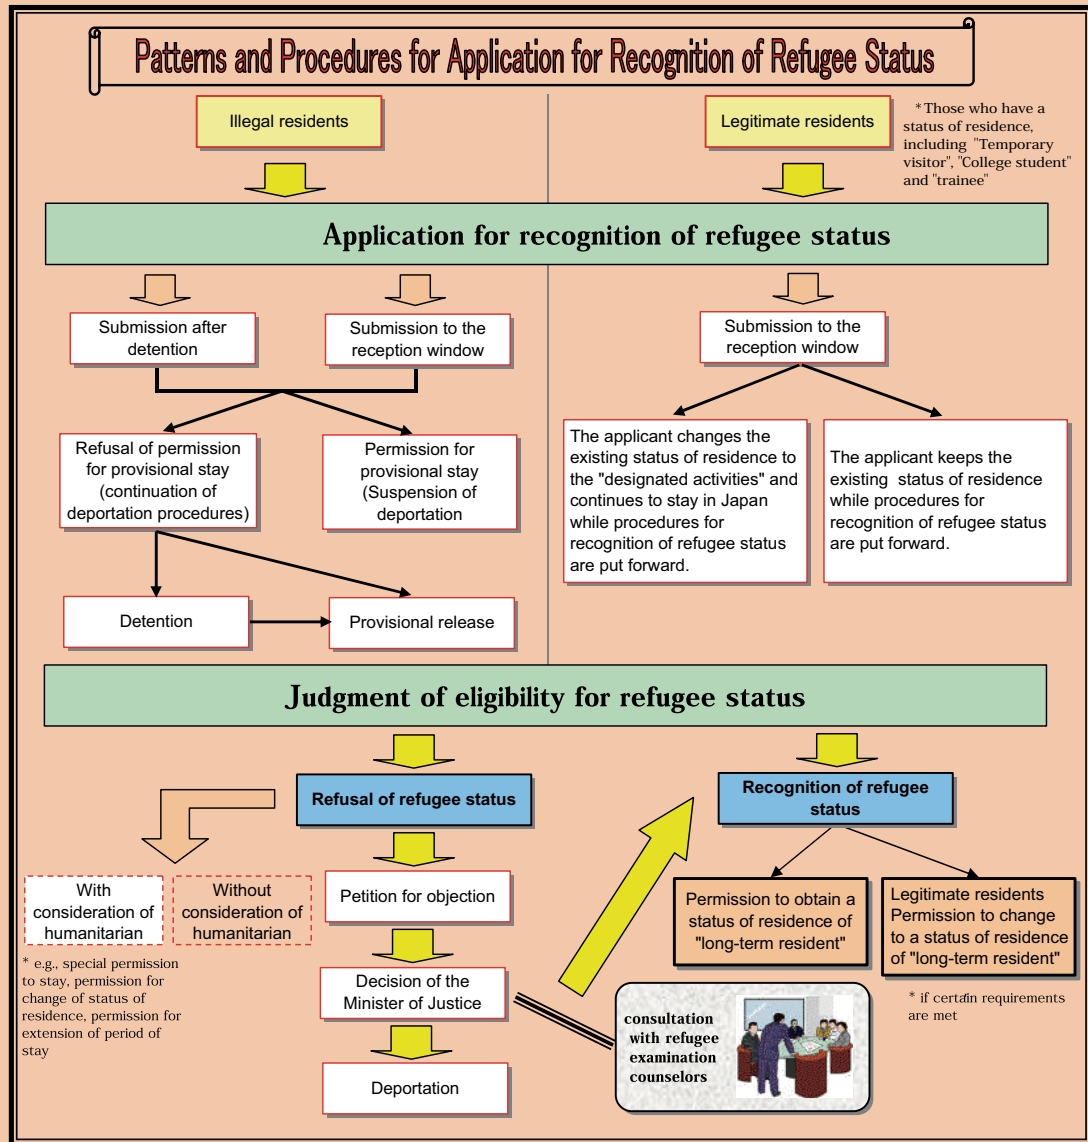 Patterns and Procedures for Application for Recognition of Refugee Status
Illegal residents
Legitimate residents
* Those who have a
status of residence,
including "Temporary
visitor", "College student"
and "trainee"
Application for recognition of refugee status
Submission after
detention
Submission to the
reception window
Submission to the
reception window
Refusal of permission
for provisional stay
(continuation of
deportation procedures)
Permission for
provisional stay
(Suspension of
deportation
The applicant changes the
existing status of residence to
the "designated activities" and
continues to stay in Japan
while procedures for
recognition of refugee status
are put forward.
The applicant keeps the
existing status of residence
while procedures for
recognition of refugee status
are put forward.
Detention
Provisional release
Judgment of eligibility for refugee status
Refusal of refugee status
Recognition of refugee
status
With
consideration of
humanitarian
Without
consideration of
humanitarian
* e.g., special permission
to stay, permission for
change of status of
residence, permission for
extension of period of
stay
Petition for objection
Decision of the
Minister of Justice
Deportation
Permission to obtain a
status of residence of
"long-term resident"
Legitimate residents
Permission to change
to a status of residence
of "long-term resident"
* if certain requirements
are met
consultation
with refugee
examination
counselors